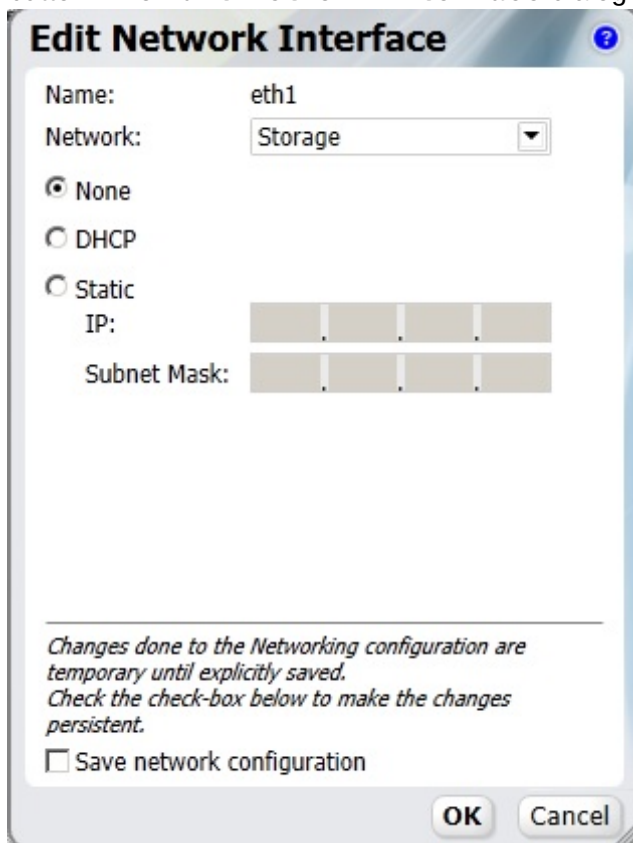 Edit Network Interface
?
Name: eth1
Network: Storage
None
DHCP
Static
IP: . . .
Subnet Mask: . . .
Changes done to the Networking configuration are
temporary until explicitly saved.
Check the check-box below to make the changes
persistent.
Save network configuration
OK Cancel